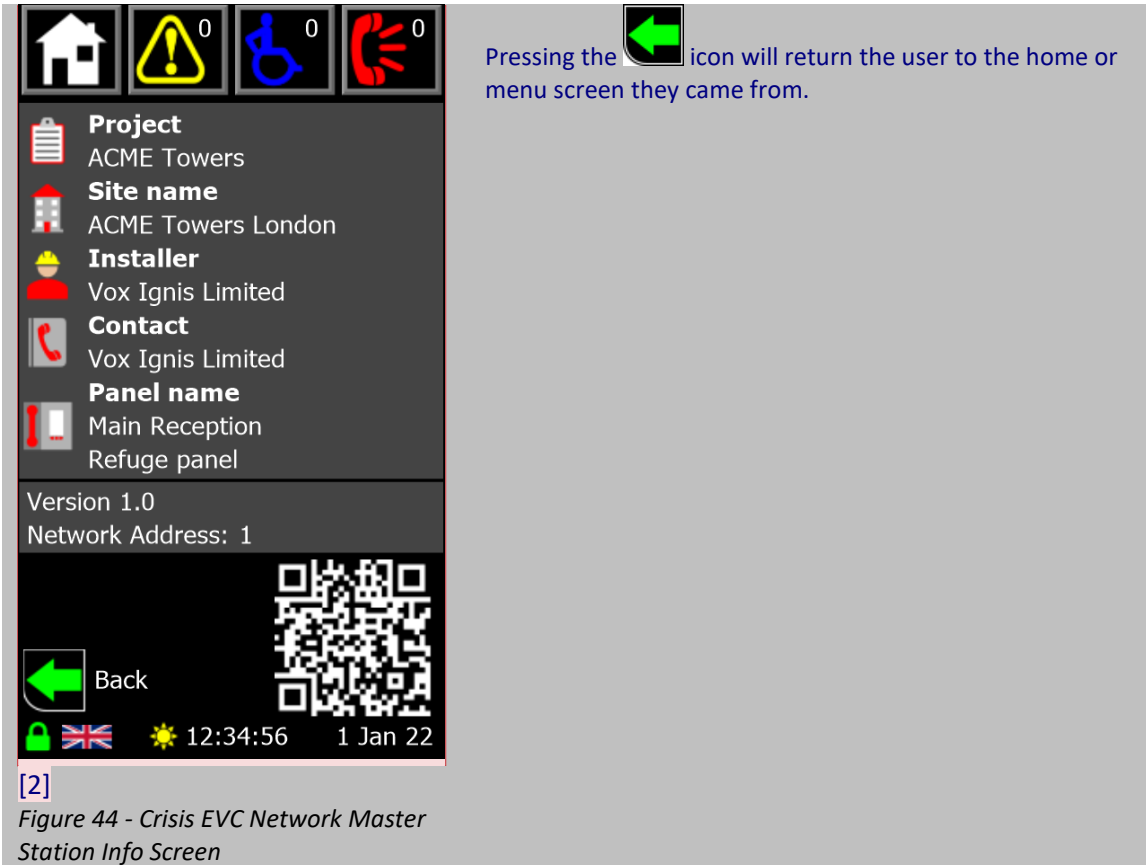 0
0
0
Project
ACME Towers
Site name
ACME Towers London
Installer
Vox Ignis Limited
Contact
Vox Ignis Limited
Panel name
Main Reception
Refuge panel
Version 1.0
Network Address: 1
Back
12:34:56 1 Jan 22
[2]
Figure 44 - Crisis EVC Network Master
Station Info Screen
Pressing the icon will return the user to the home or
menu screen they came from.